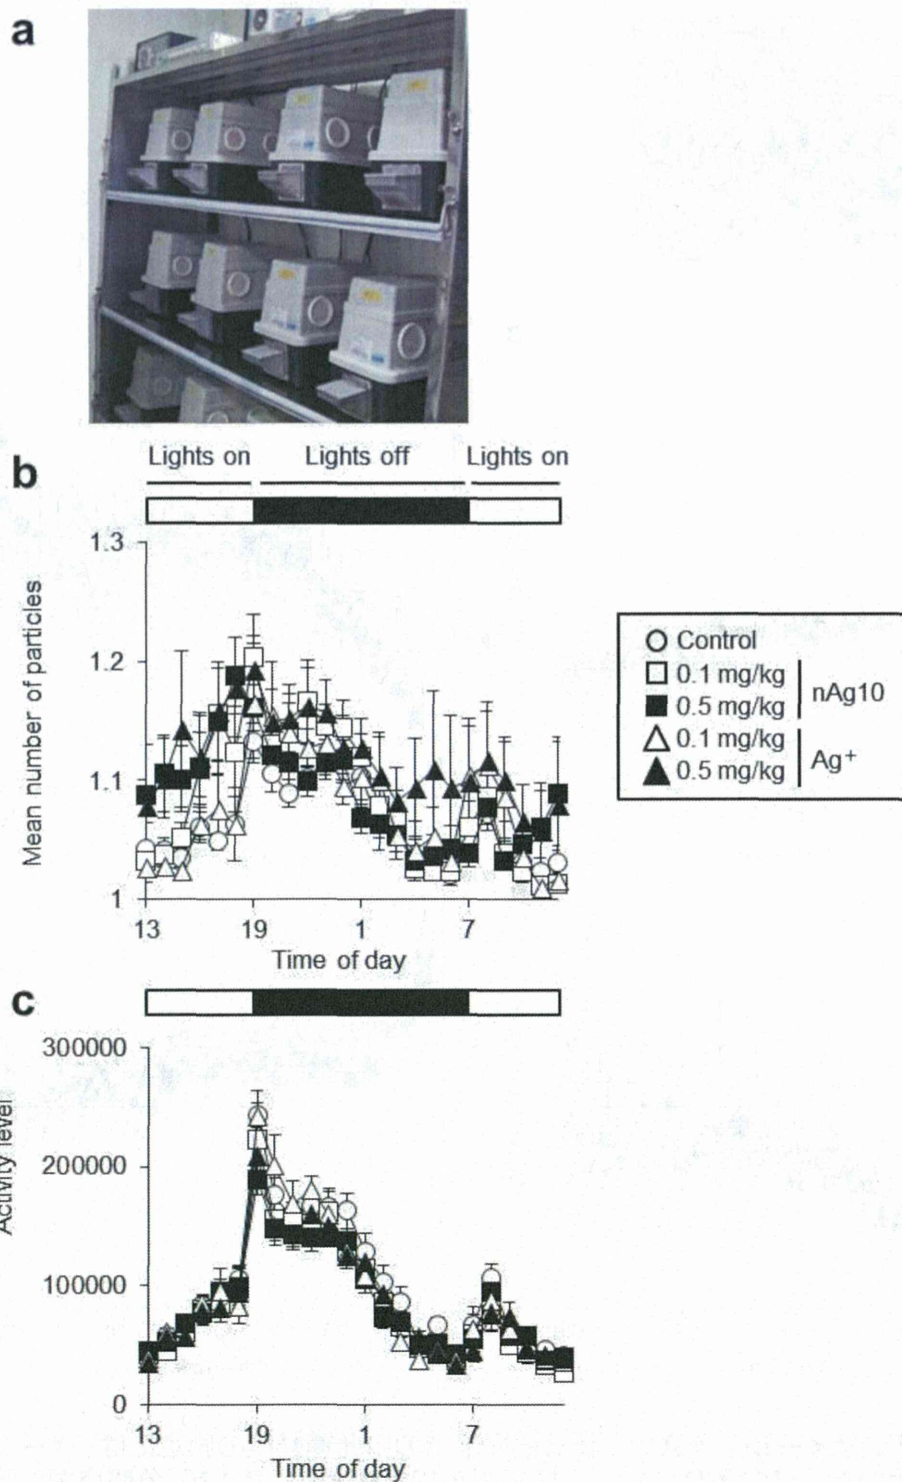 a
b
Lights on Lights off Lights on
1.3
1.2
1.1
1
Mean number of particles
13 19 1 7
Time of day
Control
0.1 mg/kg
0.5 mg/kg
nAg10
0.1 mg/kg
0.5 mg/kg
Ag⁺
c
300000
200000
100000
0
Activity level
13 19 1 7
Time of day